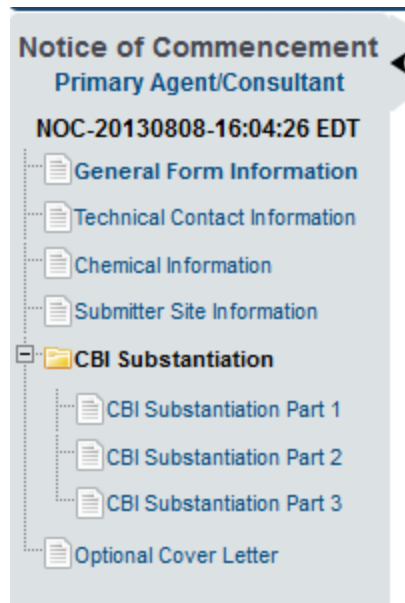 Notice of Commencement
Primary Agent/Consultant
NOC-20130808-16:04:26 EDT
General Form Information
Technical Contact Information
Chemical Information
Submitter Site Information
CBI Substantiation
CBI Substantiation Part 1
CBI Substantiation Part 2
CBI Substantiation Part 3
Optional Cover Letter